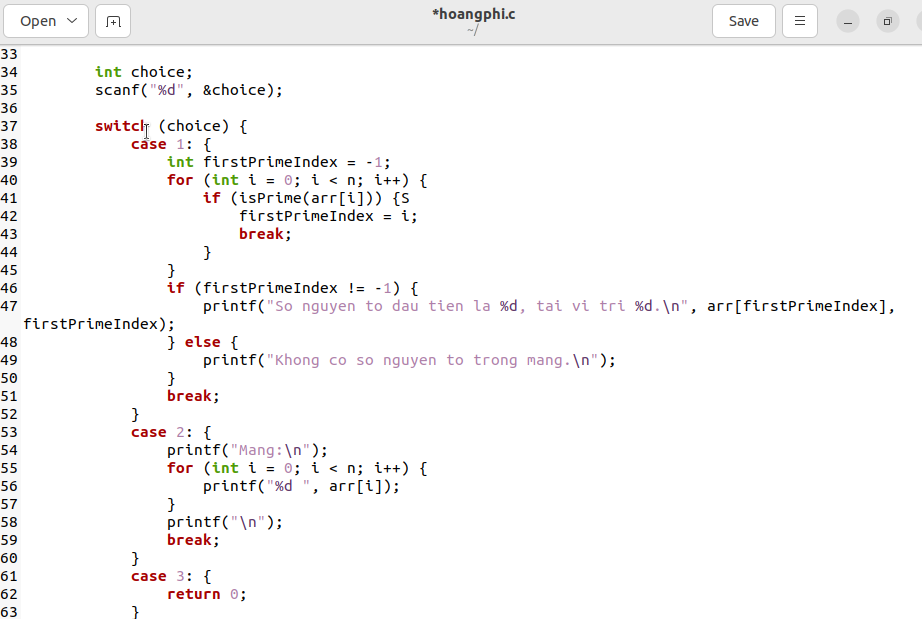 Open
*hoangphi.c
~/
Save
33
34 int choice;
35 scanf("%d", &choice);
36
37 switch (choice) {
38 case 1: {
39 int firstPrimeIndex = -1;
40 for (int i = 0; i < n; i++) {
41 if (isPrime(arr[i])) {S
42 firstPrimeIndex = i;
43 break;
44 }
45 }
46 if (firstPrimeIndex != -1) {
47 printf("So nguyen to dau tien la %d, tai vi tri %d.\n", arr[firstPrimeIndex],
firstPrimeIndex);
48 } else {
49 printf("Khong co so nguyen to trong mang.\n");
50 }
51 break;
52 }
53 case 2: {
54 printf("Mang:\n");
55 for (int i = 0; i < n; i++) {
56 printf("%d ", arr[i]);
57 }
58 printf("\n");
59 break;
60 }
61 case 3: {
62 return 0;
63 }